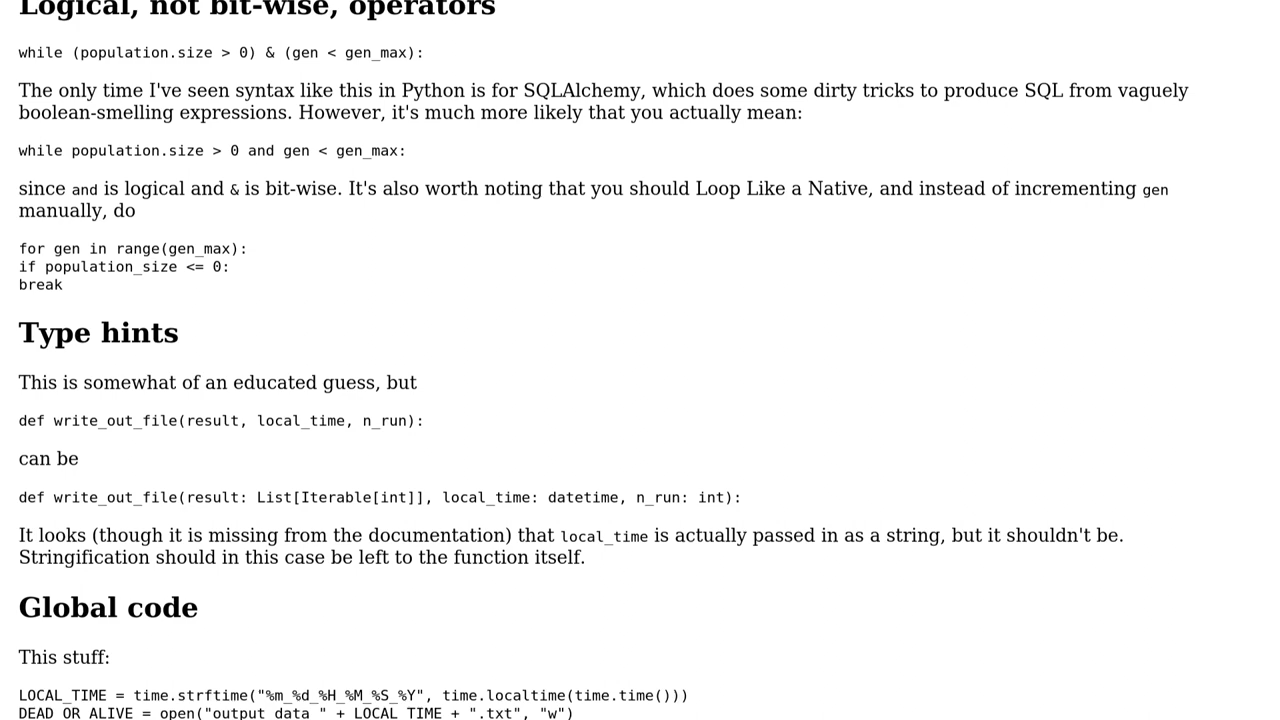 Logical, not bit-wise, operators
while (population.size > 0) & (gen < gen_max):
The only time I've seen syntax like this in Python is for SQLAlchemy, which does some dirty tricks to produce SQL from vaguely
boolean-smelling expressions. However, it's much more likely that you actually mean:
while population.size > 0 and gen < gen_max:
since and is logical and & is bit-wise. It's also worth noting that you should Loop Like a Native, and instead of incrementing gen
manually, do
for gen in range(gen_max):
if population_size <= 0:
break
Type hints
This is somewhat of an educated guess, but
def write_out_file(result, local_time, n_run):
can be
def write_out_file(result: List[Iterable[int]], local_time: datetime, n_run: int):
It looks (though it is missing from the documentation) that local_time is actually passed in as a string, but it shouldn't be.
Stringification should in this case be left to the function itself.
Global code
This stuff:
LOCAL_TIME = time.strftime("%m_%d_%H_%M_%S_%Y", time.localtime(time.time()))
DEAD_OR_ALIVE = open("output_data_" + LOCAL_TIME + ".txt", "w")